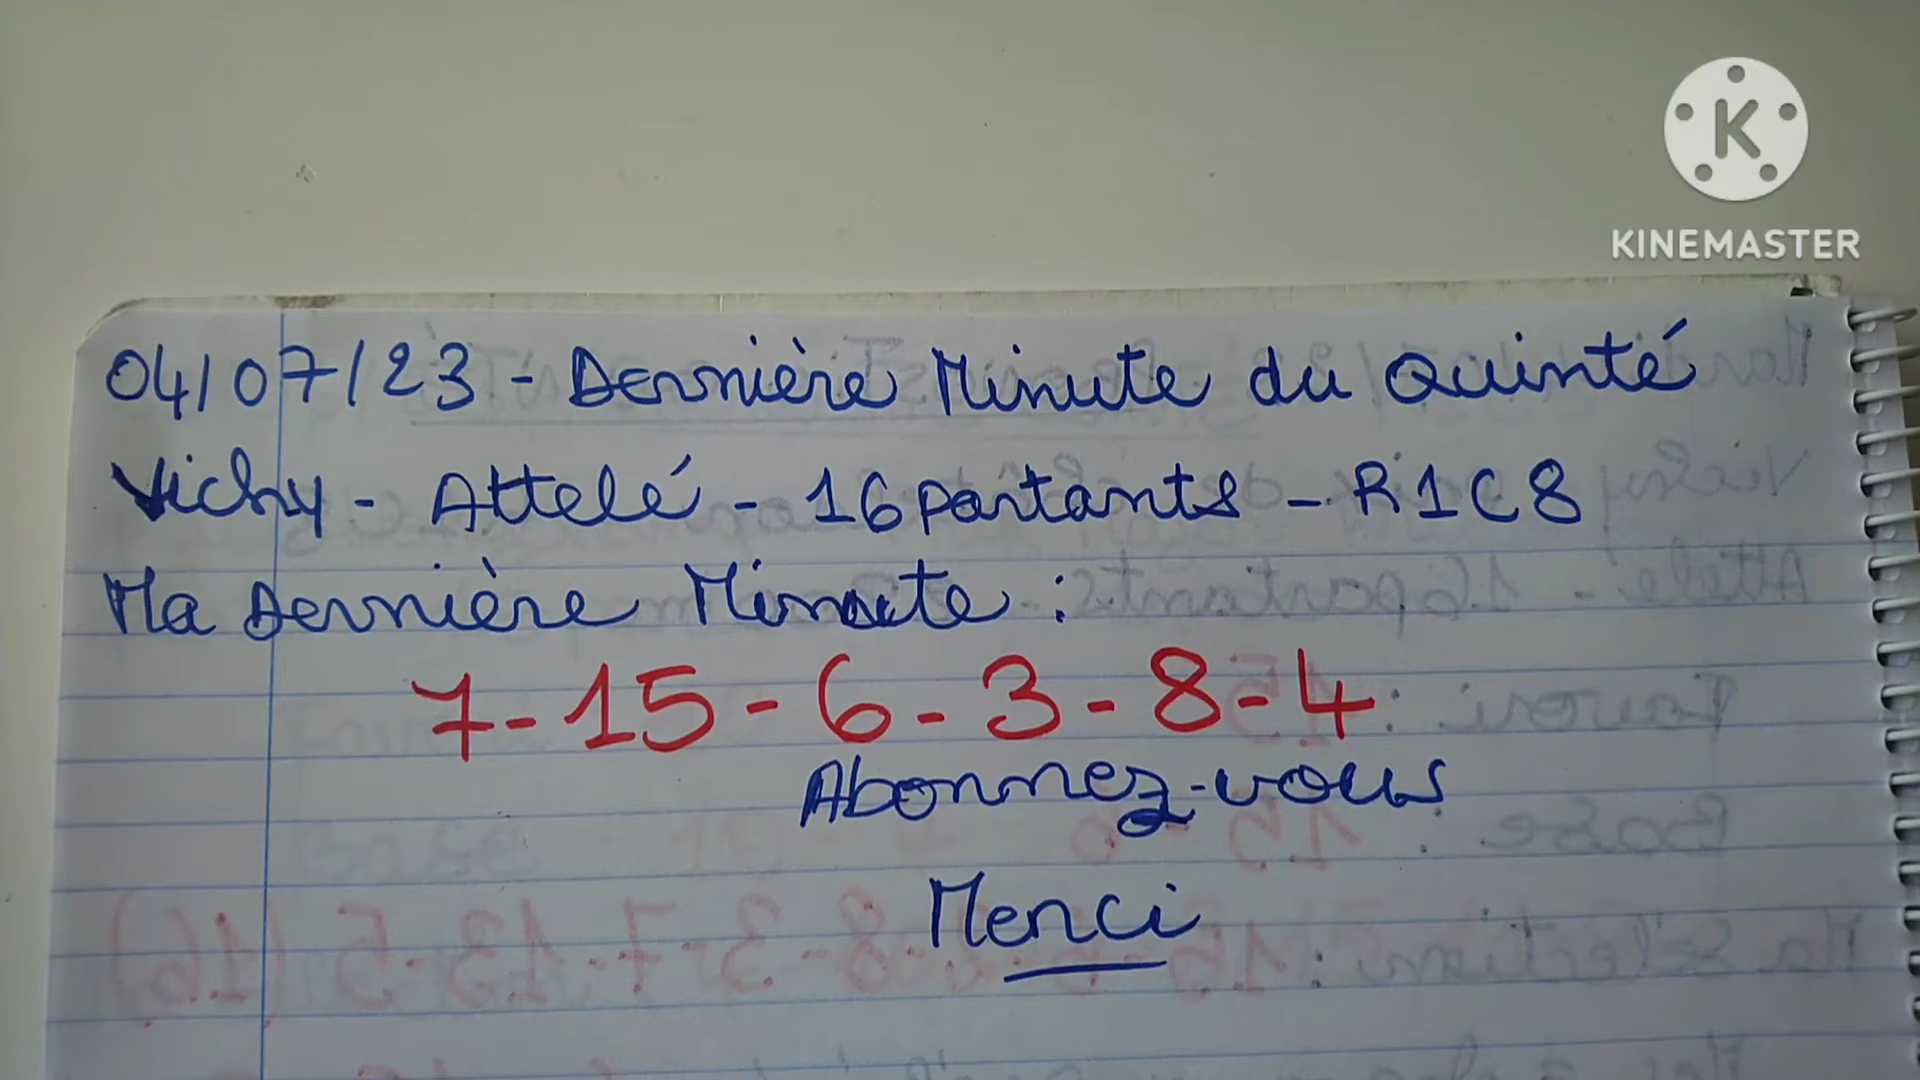 KINEMASTER
04/07/23 - Dernière Minute du Quinté
Vichy - Attelé - 16 partants - R1C8
Ma Dernière Minute :
7 - 15 - 6 - 3 - 8 - 4
Abonnez-vous
Merci